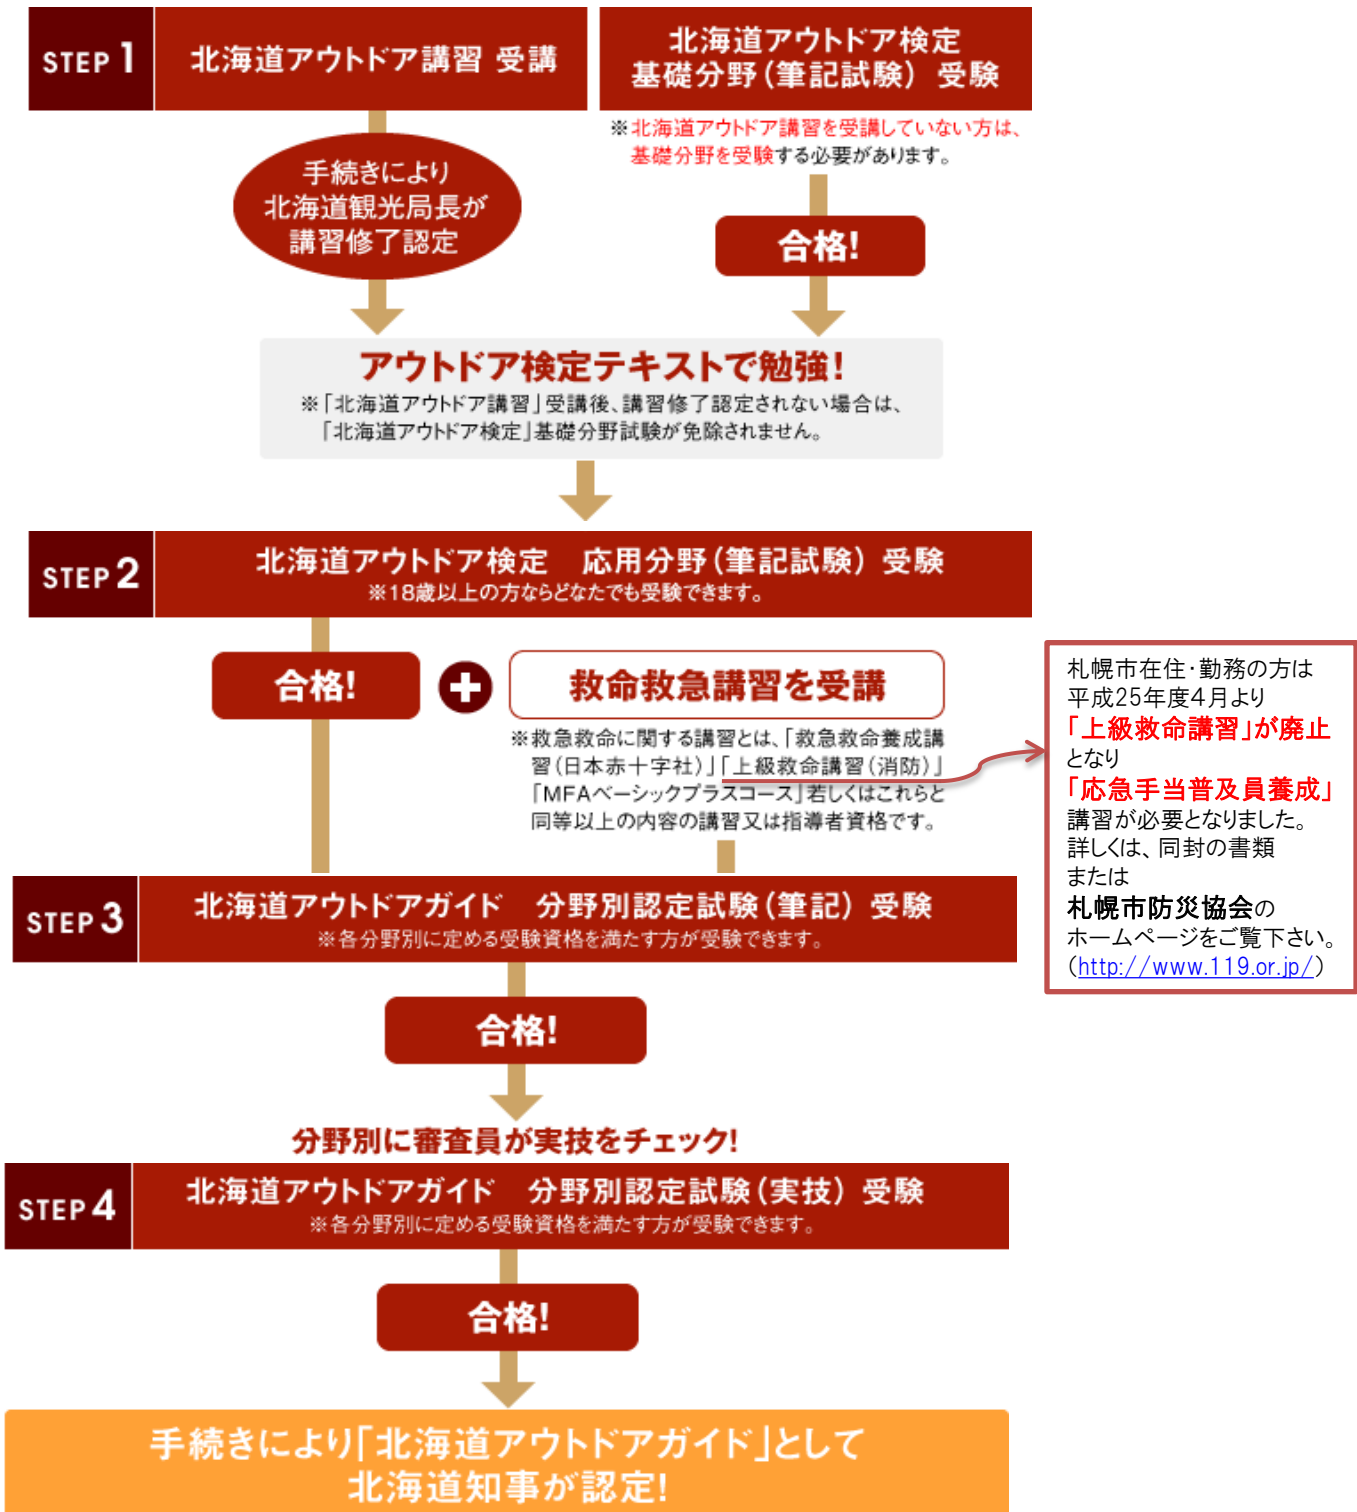 STEP 1
北海道アウトドア講習 受講
北海道アウトドア検定
基礎分野（筆記試験） 受験
※北海道アウトドア講習を受講していない方は、
基礎分野を受験する必要があります。
手続きにより
北海道観光局長が
講習修了認定
合格！
アウトドア検定テキストで勉強！
※「北海道アウトドア講習」受講後、講習修了認定されない場合は、
「北海道アウトドア検定」基礎分野試験が免除されません。
STEP 2
北海道アウトドア検定　応用分野（筆記試験） 受験
※18歳以上の方ならどなたでも受験できます。
合格！
救命救急講習を受講
※救急救命に関する講習とは、「救急救命養成講
習（日本赤十字社）」「上級救命講習（消防）」
「MFAベーシックプラスコース」若しくはこれらと
同等以上の内容の講習又は指導者資格です。
札幌市在住・勤務の方は
平成25年度4月より
「上級救命講習」が廃止
となり
「応急手当普及員養成」
講習が必要となりました。
詳しくは、同封の書類
または
札幌市防災協会の
ホームページをご覧下さい。
（http://www.119.or.jp/）
STEP 3
北海道アウトドアガイド　分野別認定試験（筆記） 受験
※各分野別に定める受験資格を満たす方が受験できます。
合格！
分野別に審査員が実技をチェック！
STEP 4
北海道アウトドアガイド　分野別認定試験（実技） 受験
※各分野別に定める受験資格を満たす方が受験できます。
合格！
手続きにより「北海道アウトドアガイド」として
北海道知事が認定！